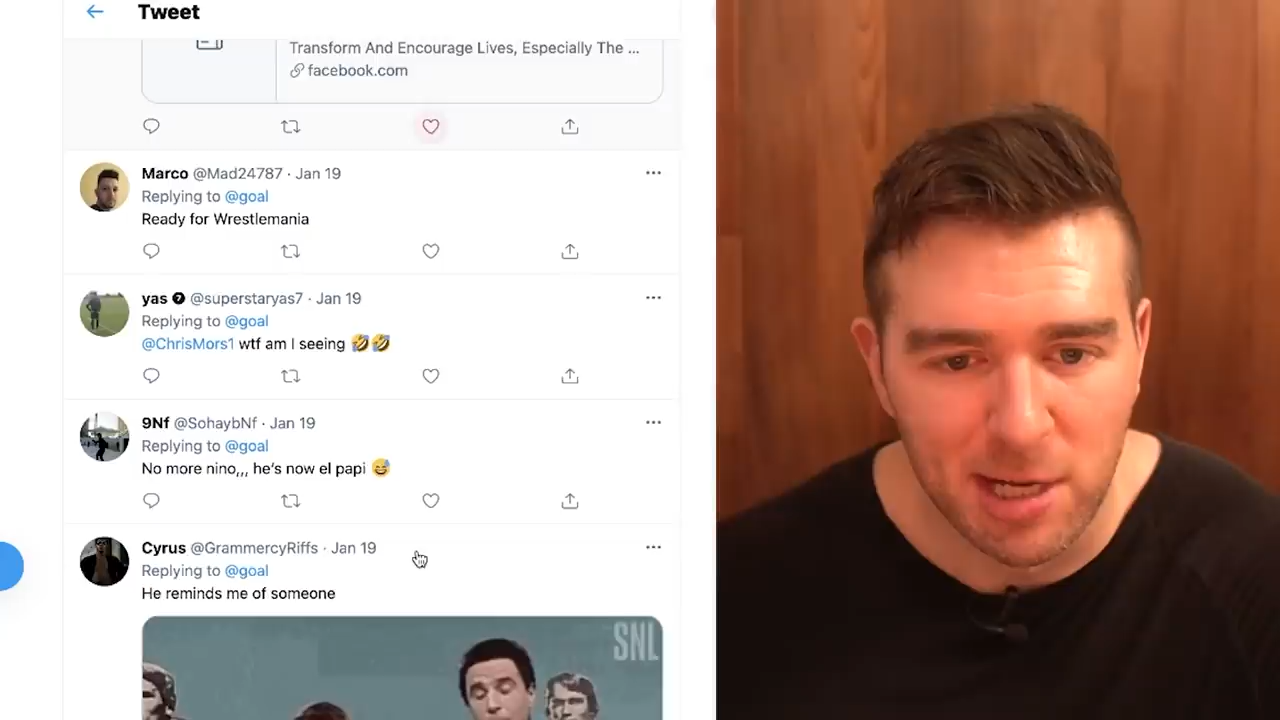 Tweet
Transform And Encourage Lives, Especially The ...
facebook.com
Marco @Mad24787 · Jan 19
Replying to @goal
Ready for Wrestlemania
yas @superstaryas7 · Jan 19
Replying to @goal
@ChrisMors1 wtf am I seeing 🤣🤣
9Nf @SohaybNf · Jan 19
Replying to @goal
No more nino,,, he's now el papi 😅
Cyrus @GrammercyRiffs · Jan 19
Replying to @goal
He reminds me of someone
SNL